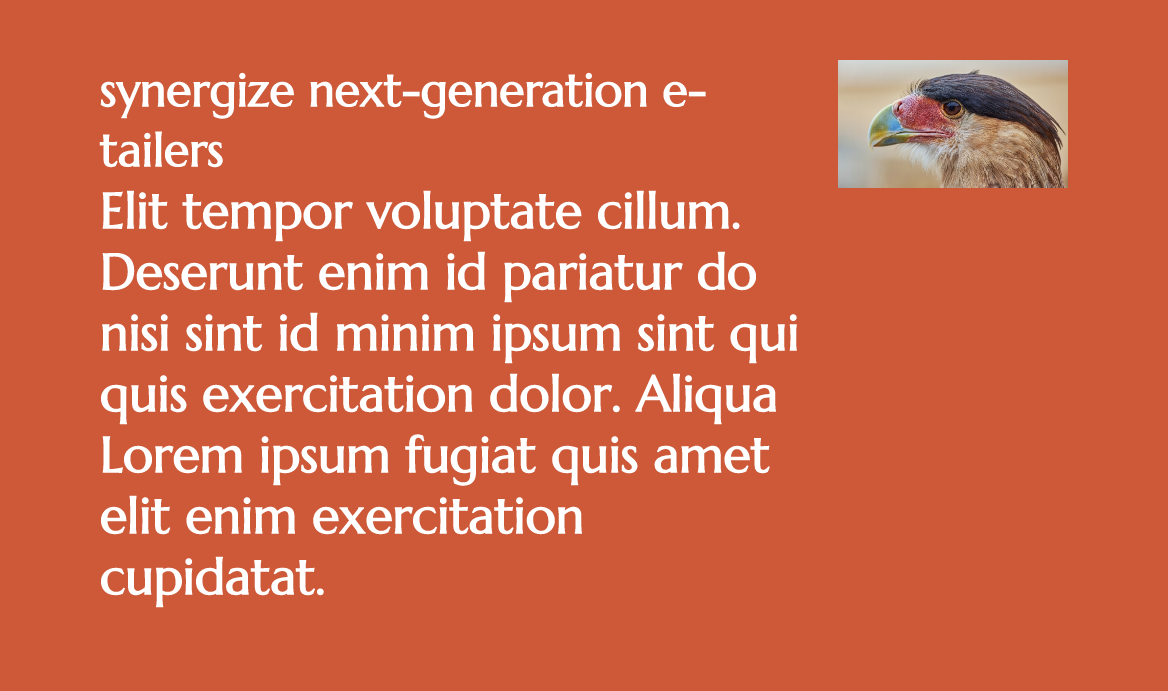 synergize next-generation e-
tailers
Elit tempor voluptate cillum.
Deserunt enim id pariatur do
nisi sint id minim ipsum sint qui
quis exercitation dolor. Aliqua
Lorem ipsum fugiat quis amet
elit enim exercitation
cupidatat.